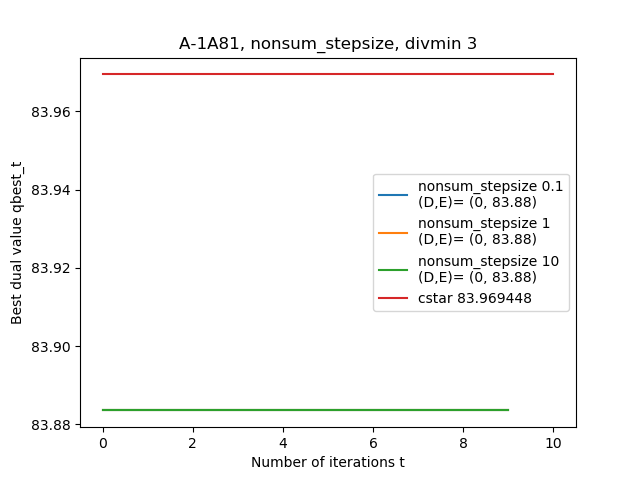 A-1A81, nonsum_stepsize, divmin 3
Best dual value qbest_t
83.96
83.94
83.92
83.90
83.88
nonsum_stepsize 0.1
(D,E)= (0, 83.88)
nonsum_stepsize 1
(D,E)= (0, 83.88)
nonsum_stepsize 10
(D,E)= (0, 83.88)
cstar 83.969448
0 2 4 6 8 10
Number of iterations t